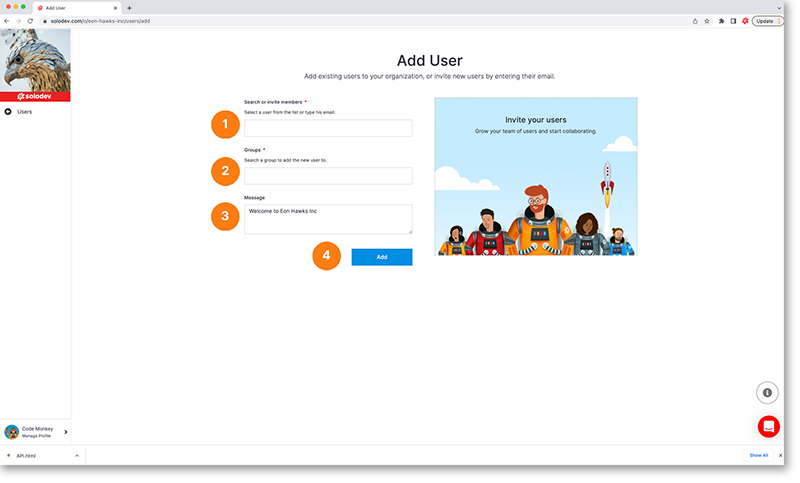 Add User
solodev.com/o/eon-hawks-inc/users/add
Update
solodev
Users
Add User
Add existing users to your organization, or invite new users by entering their email.
Search or invite members *
Select a user from the list or type his email.
1
Groups *
Search a group to add the new user to.
2
Message
Welcome to Eon Hawks Inc
3
4
Add
Invite your users
Grow your team of users and start collaborating.
Code Monkey
Manage Profile
API.html
Show All